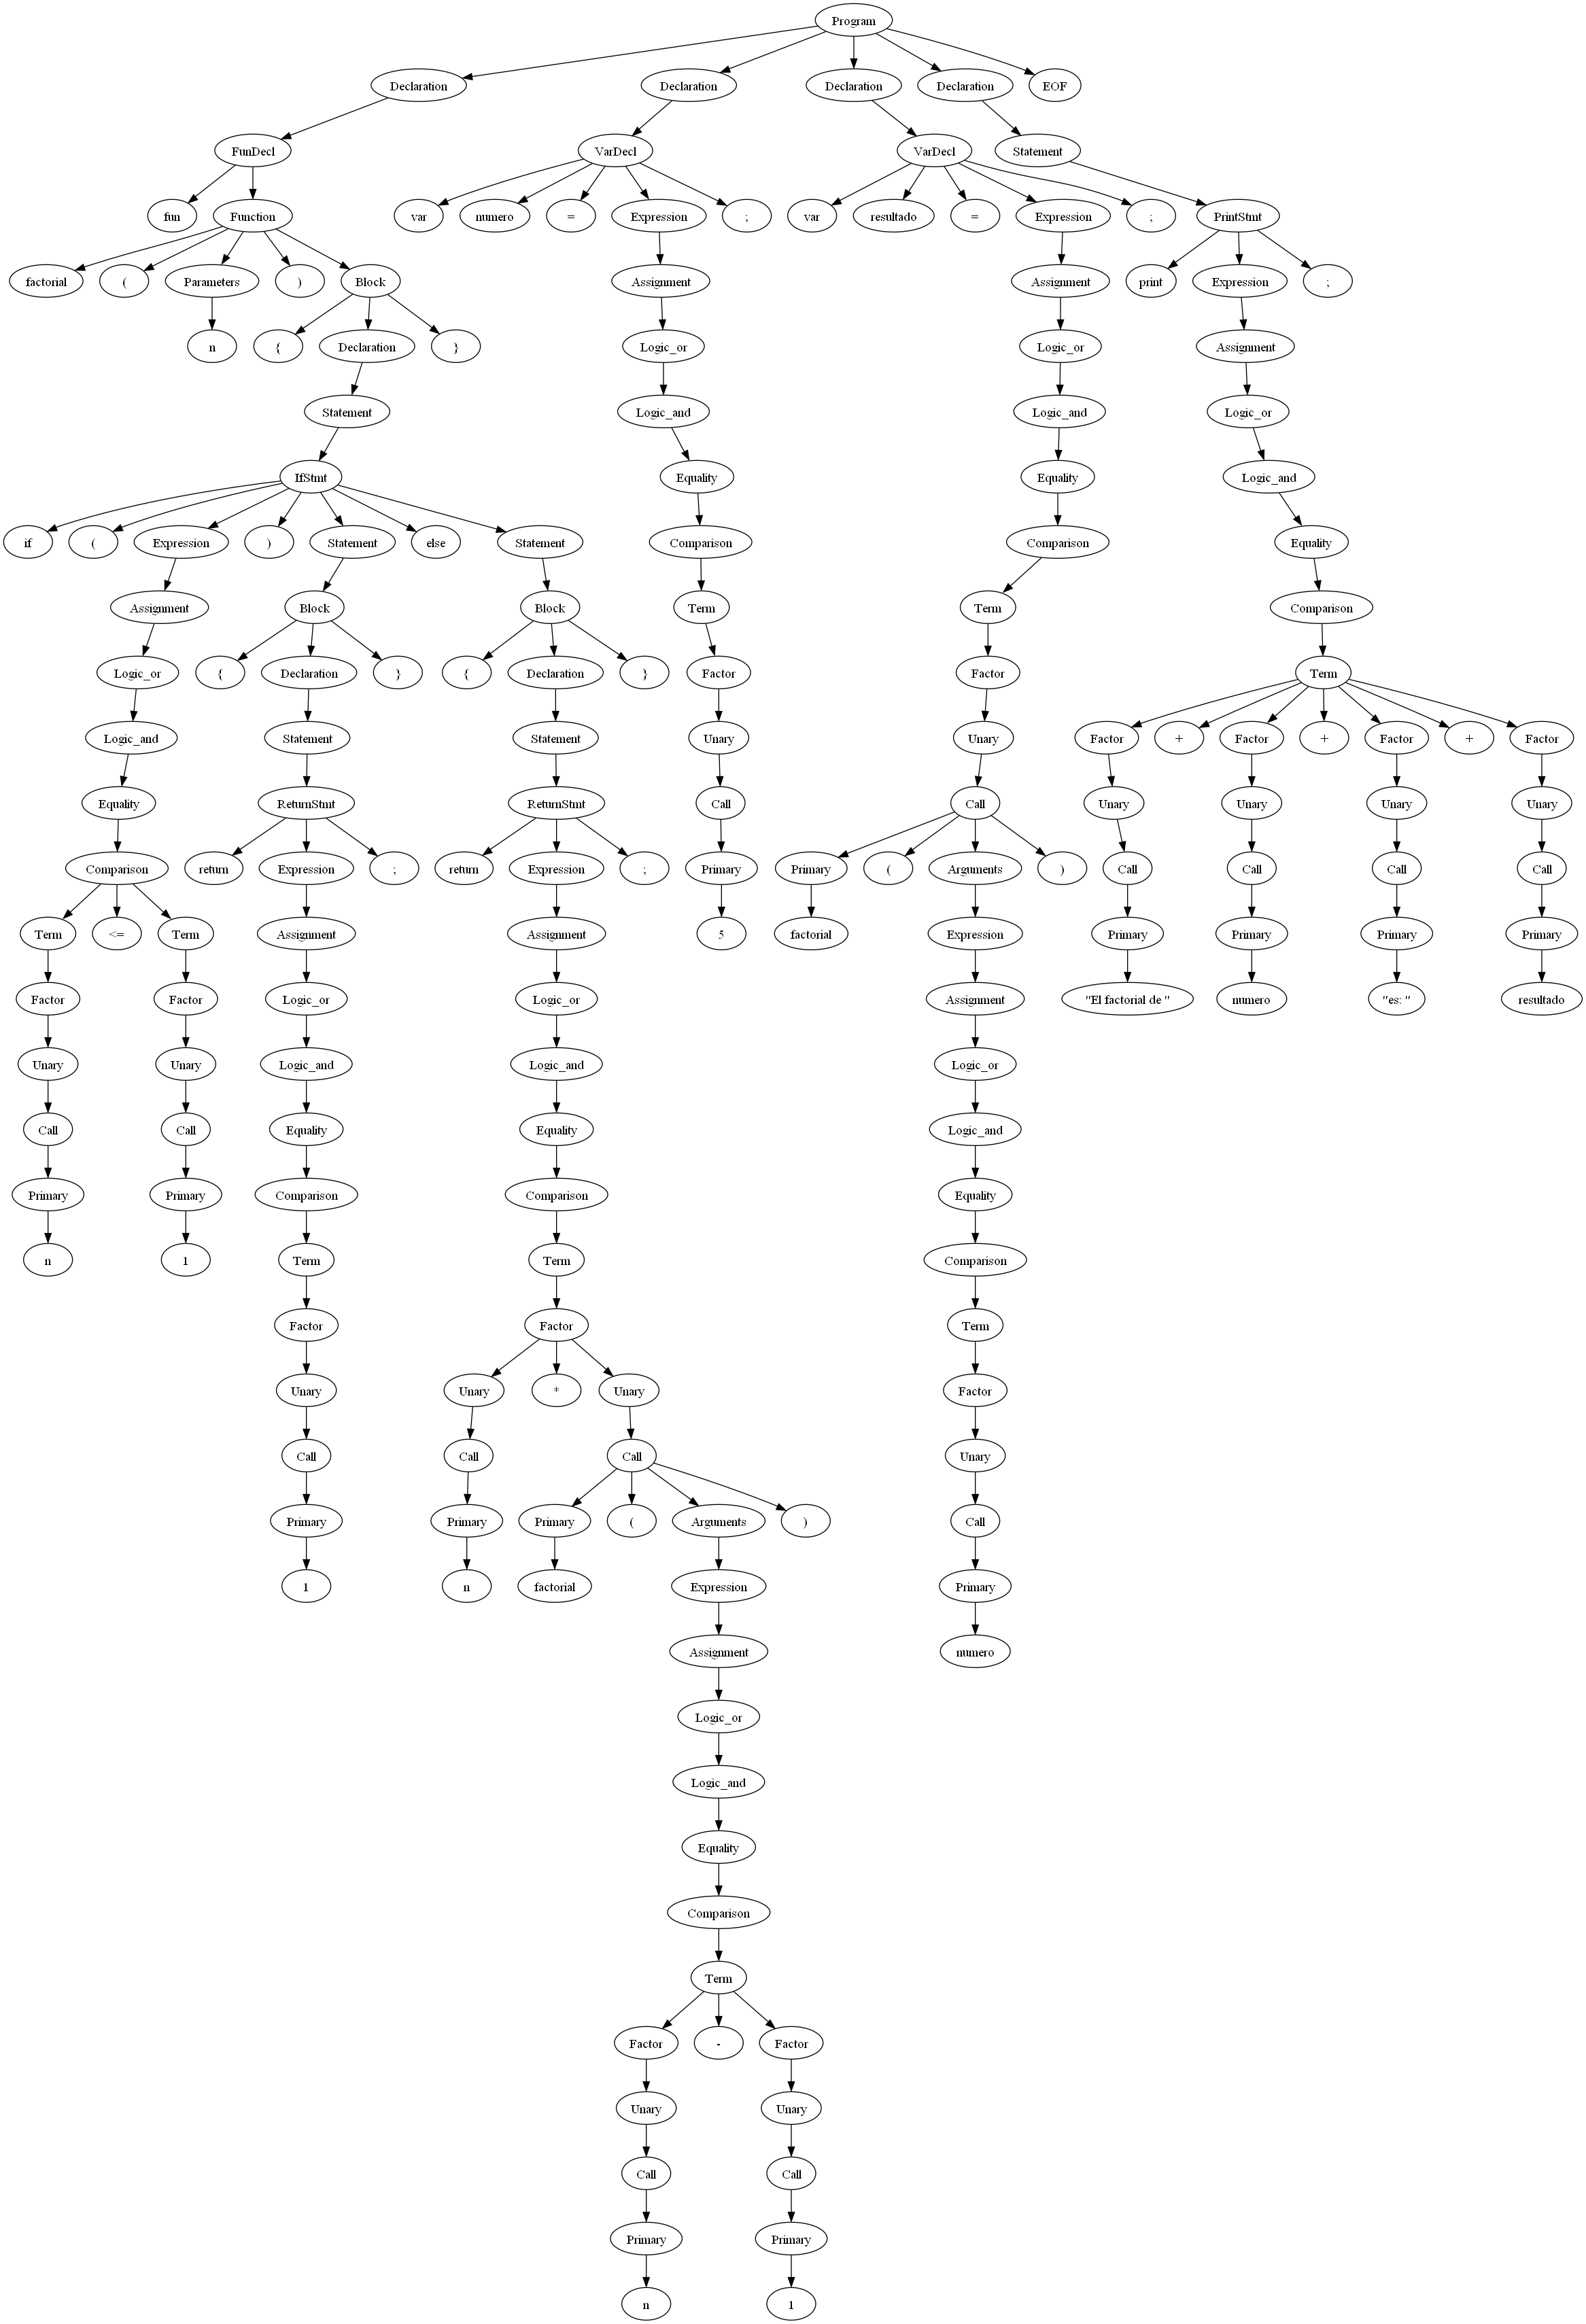 Program
Declaration Declaration Declaration Declaration EOF
FunDecl VarDecl VarDecl Statement
fun Function var numero = Expression ; var resultado = Expression ; PrintStmt
factorial ( Parameters ) Block Assignment Assignment print Expression ;
n { Declaration } Logic_or Logic_or Assignment
Statement Logic_and Logic_and Logic_or
IfStmt Equality Equality Logic_and
if ( Expression ) Statement else Statement Comparison Comparison Equality
Assignment Block Block Term Term Comparison
Logic_or { Declaration } { Declaration } Factor Factor Term
Logic_and Statement Statement Unary Unary Factor + Factor + Factor + Factor
Equality ReturnStmt ReturnStmt Call Call Unary Unary Unary Unary
Comparison return Expression ; return Expression ; Primary Primary ( Arguments ) Call Call Call Call
Term <= Term Assignment Assignment 5 factorial Expression Primary Primary Primary Primary
Factor Factor Logic_or Logic_or Assignment "El factorial de " numero "es: " resultado
Unary Unary Logic_and Logic_and Logic_or
Call Call Equality Equality Logic_and
Primary Primary Comparison Comparison Equality
n 1 Term Term Comparison
Factor Factor Term
Unary Unary * Unary Factor
Call Call Call Unary
Primary Primary Primary ( Arguments ) Call
1 n factorial Expression Primary
Assignment numero
Logic_or
Logic_and
Equality
Comparison
Term
Factor - Factor
Unary Unary
Call Call
Primary Primary
n 1